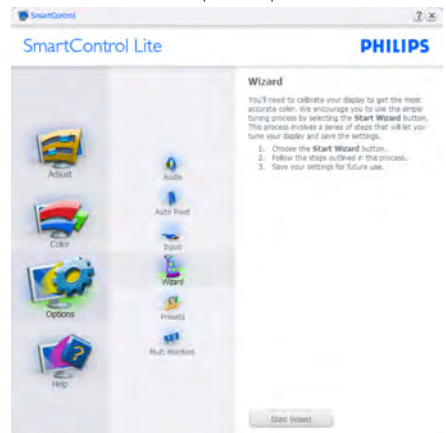 SmartControl
? ×
SmartControl Lite
PHILIPS
Wizard
You'll need to calibrate your display to get the most
accurate color. We encourage you to use the simple
tuning process by selecting the Start Wizard button.
This process involves a series of steps that will let you
tune your display and save the settings.
1. Choose the Start Wizard button.
2. Follow the steps outlined in this process.
3. Save your settings for future use.
Adjust
Color
Options
Help
Audio
Auto Pivot
Input
Wizard
Presets
Multi Monitors
Start Wizard